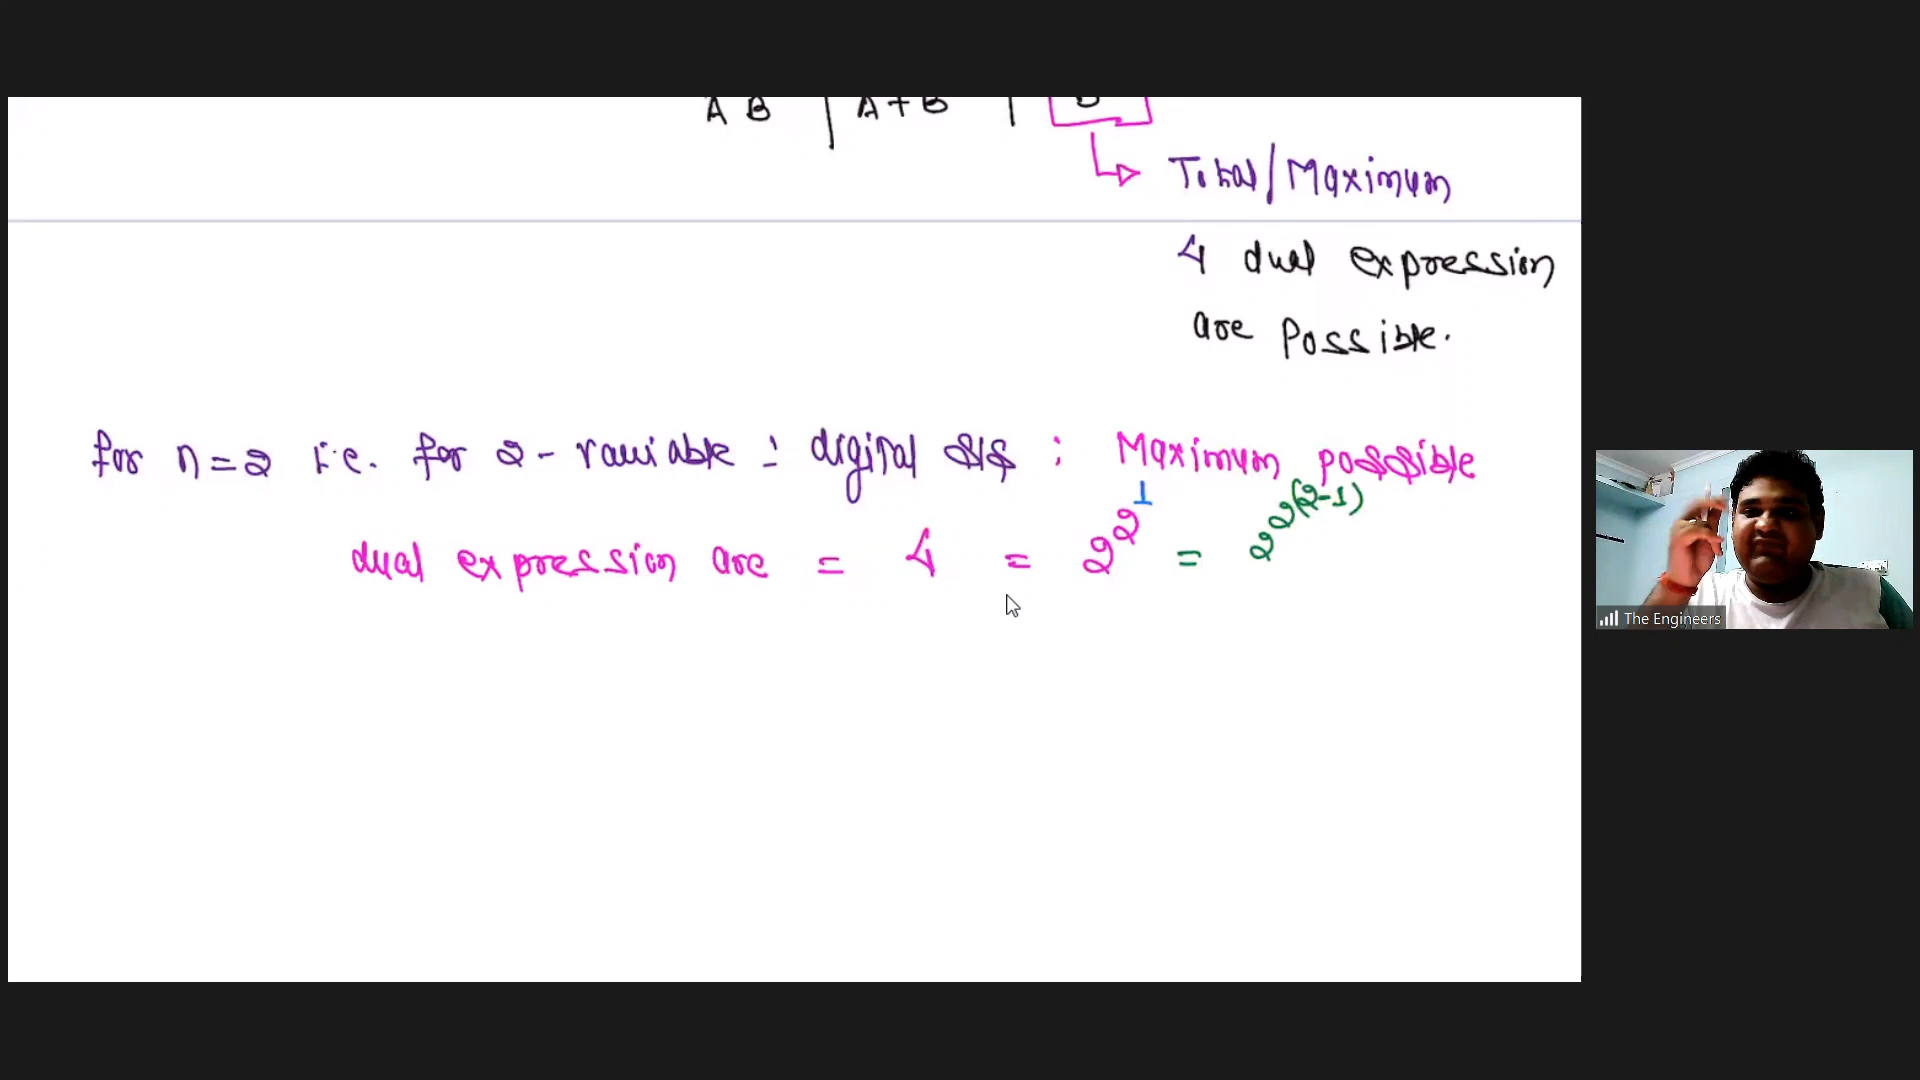 A B | A+B | B
Total/Maximum
4 dual expression
are possible.
for n=2 i.e. for 2-variable : digital s/s : Maximum possible
dual expression are = 4 = 2^2^1 = 2^2^(2-1)
The Engineers